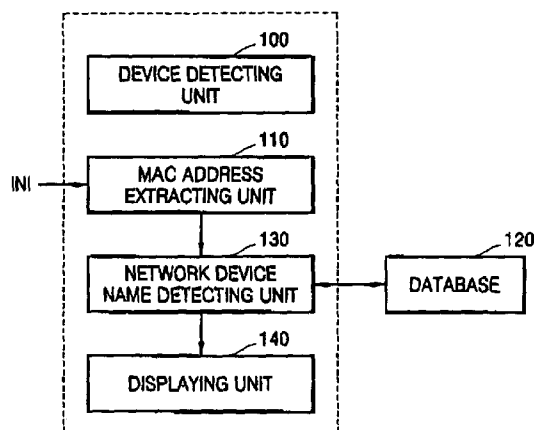 100
DEVICE DETECTING
UNIT
110
INI
MAC ADDRESS
EXTRACTING UNIT
130
NETWORK DEVICE
NAME DETECTING UNIT
120
DATABASE
140
DISPLAYING UNIT